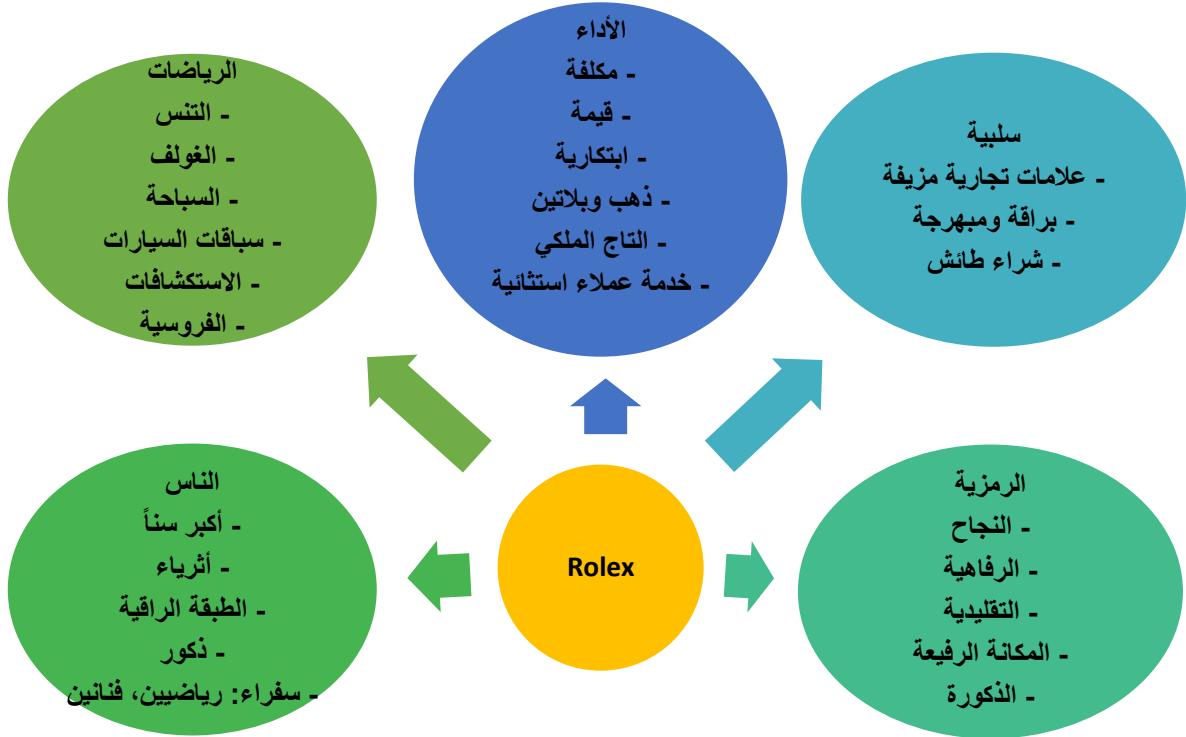 الأداء
- مكلفة
- قيمة
- ابتكارية
- ذهب وبلاتين
- التاج الملكي
- خدمة عملاء استثنائية
سلبية
- علامات تجارية مزيفة
- براقة ومبهرجة
- شراء طائش
الرياضات
- التنس
- الغولف
- السباحة
- سباقات السيارات
- الاستكشافات
- الفروسية
Rolex
الرمزية
- النجاح
- الرفاهية
- التقليدية
- المكانة الرفيعة
- الذكورة
الناس
- أكبر سناً
- أثرياء
- الطبقة الراقية
- ذكور
- سفراء: رياضيين، فنانين